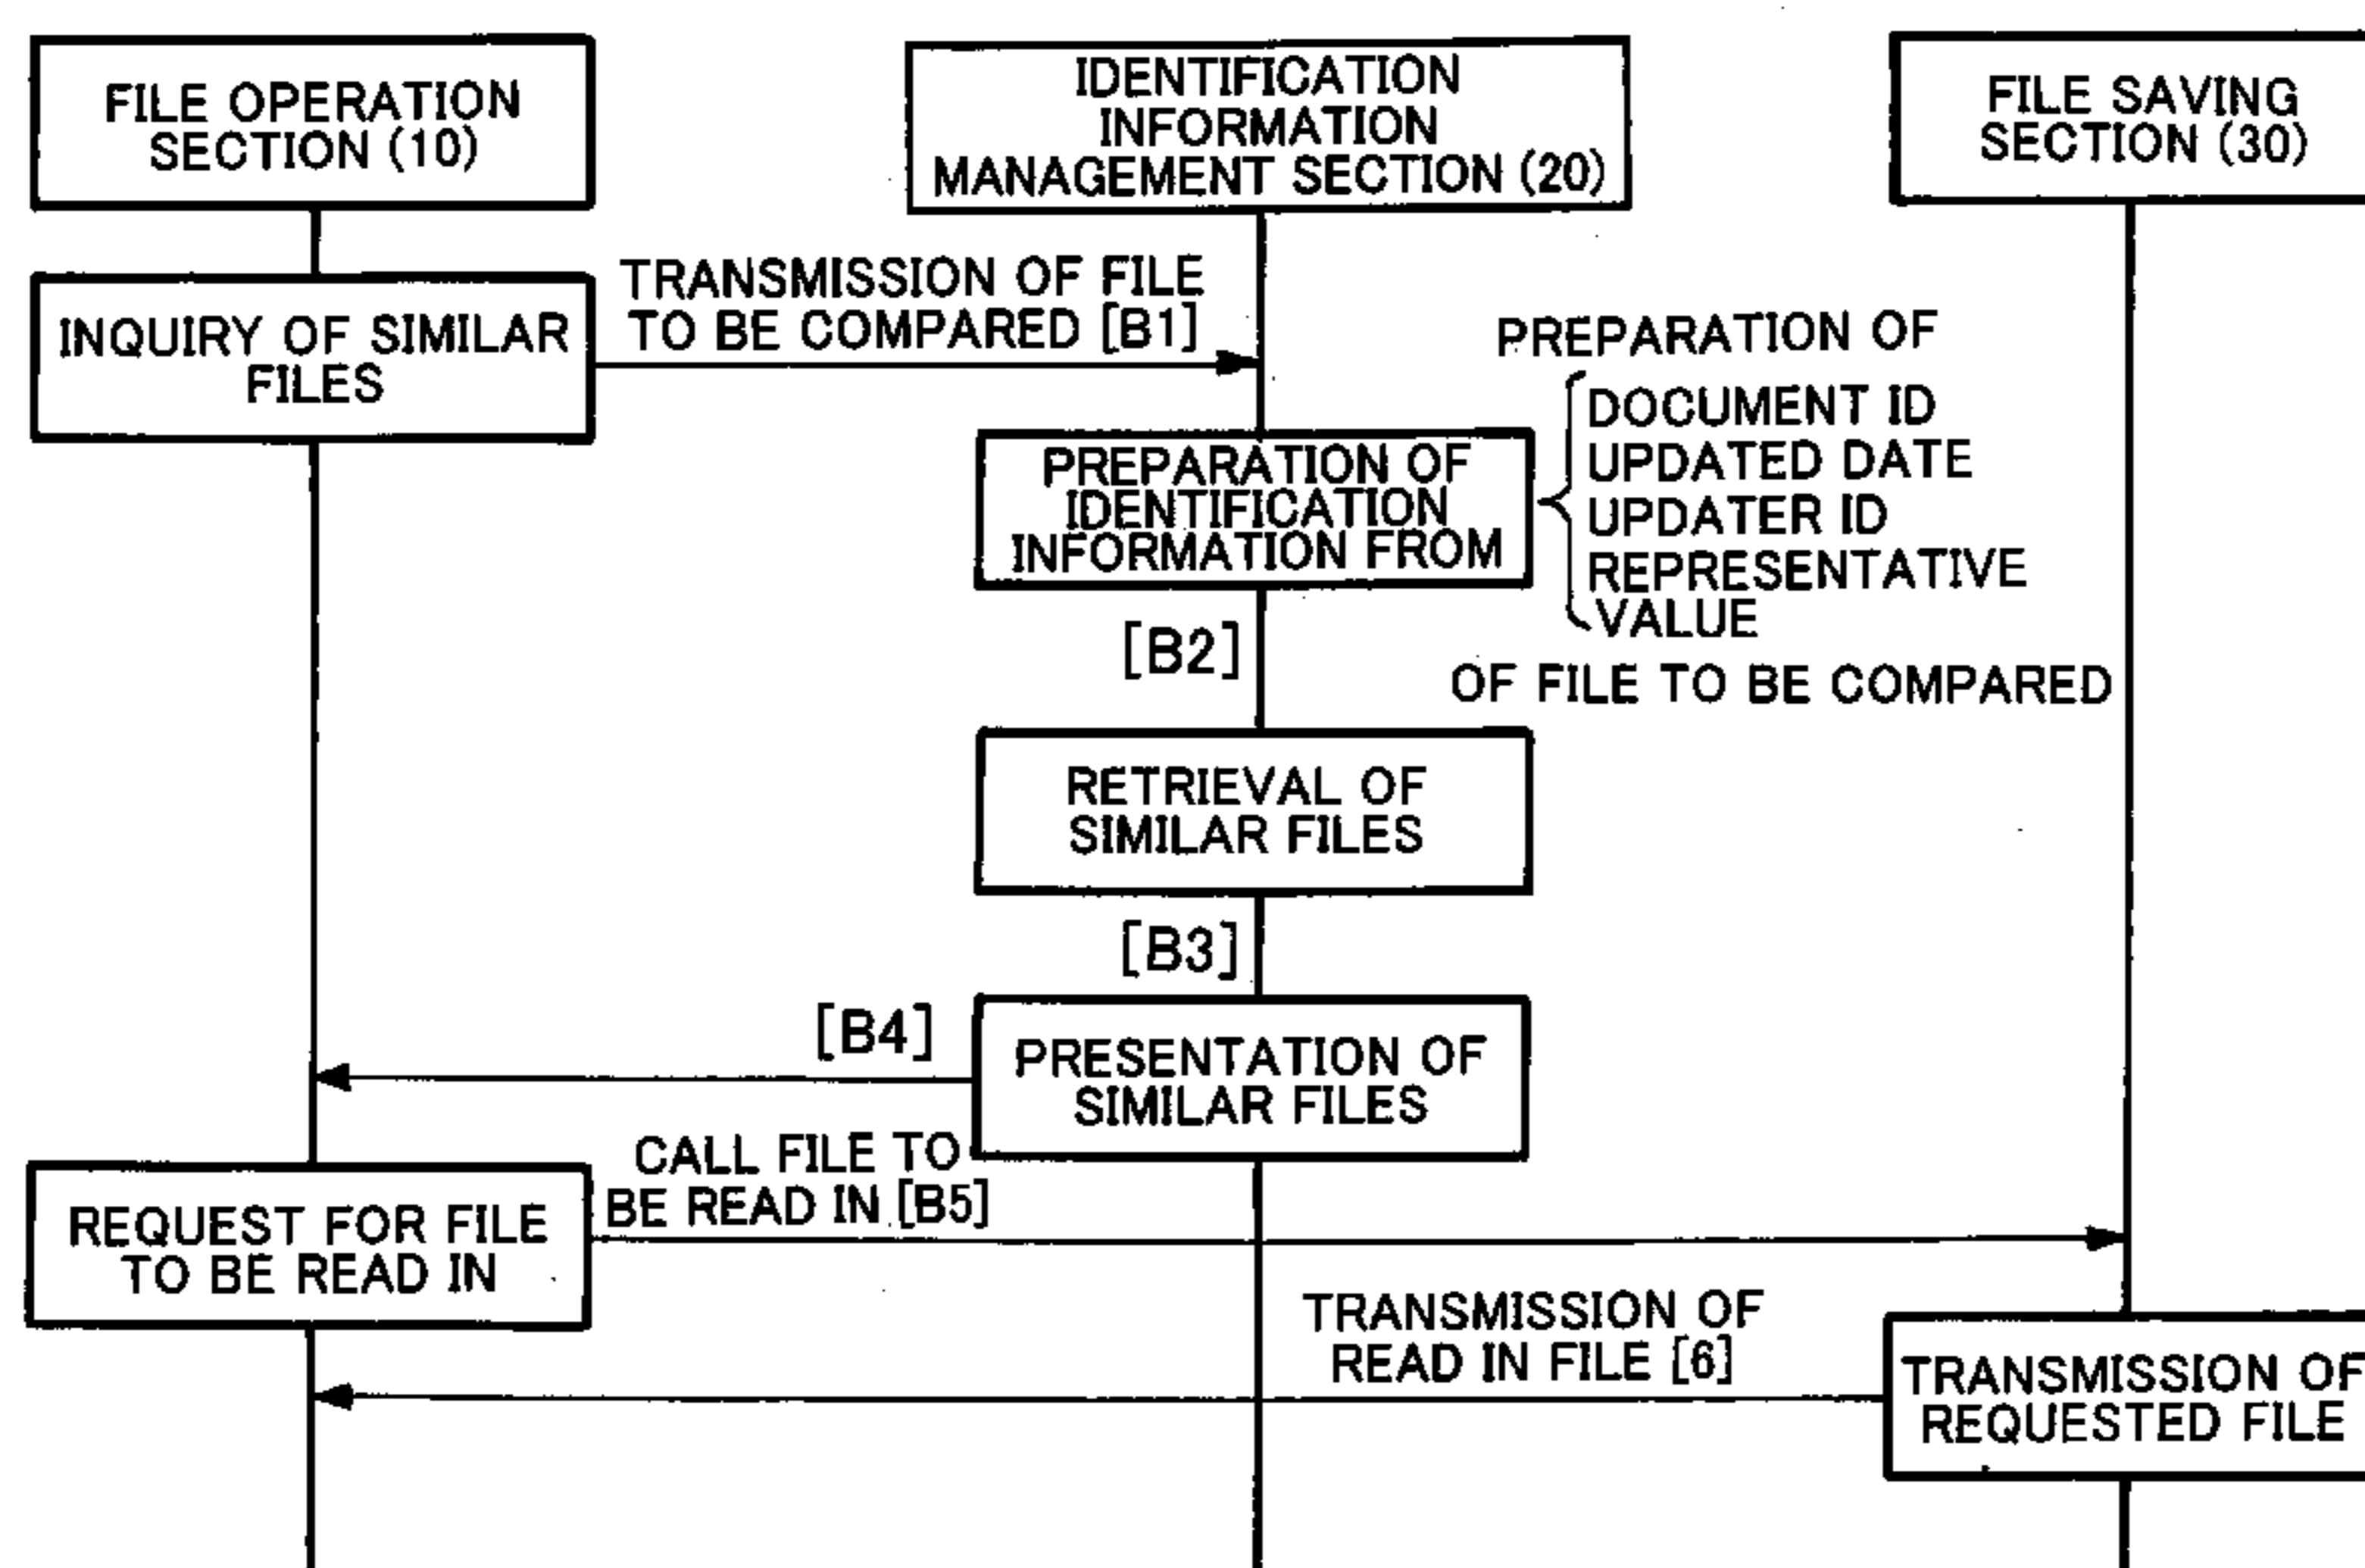 FILE OPERATION
SECTION (10)
IDENTIFICATION
INFORMATION
MANAGEMENT SECTION (20)
FILE SAVING
SECTION (30)
INQUIRY OF SIMILAR
FILES
TRANSMISSION OF FILE
TO BE COMPARED [B1]
PREPARATION OF
IDENTIFICATION
INFORMATION FROM
PREPARATION OF
DOCUMENT ID
UPDATED DATE
UPDATER ID
REPRESENTATIVE
VALUE
OF FILE TO BE COMPARED
[B2]
RETRIEVAL OF
SIMILAR FILES
[B3]
[B4]
PRESENTATION OF
SIMILAR FILES
REQUEST FOR FILE
TO BE READ IN
CALL FILE TO
BE READ IN [B5]
TRANSMISSION OF
READ IN FILE [6]
TRANSMISSION OF
REQUESTED FILE